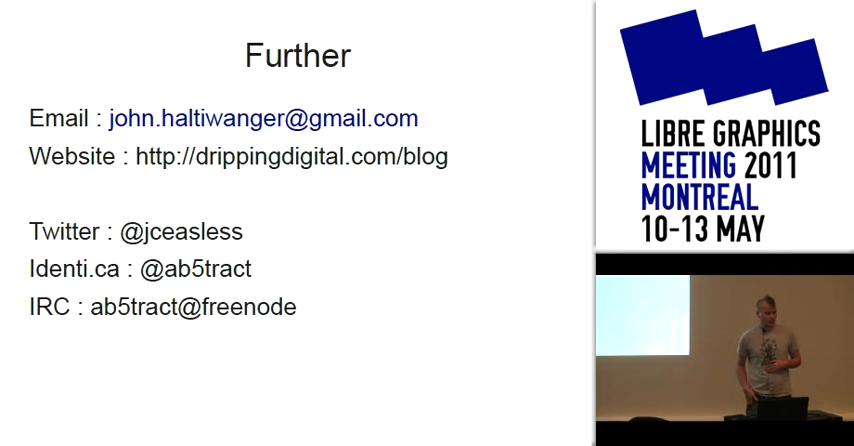 Further
Email : john.haltiwanger@gmail.com
Website : http://drippingdigital.com/blog
Twitter : @jceasless
Identi.ca : @ab5tract
IRC : ab5tract@freenode
LIBRE GRAPHICS
MEETING 2011
MONTREAL
10-13 MAY